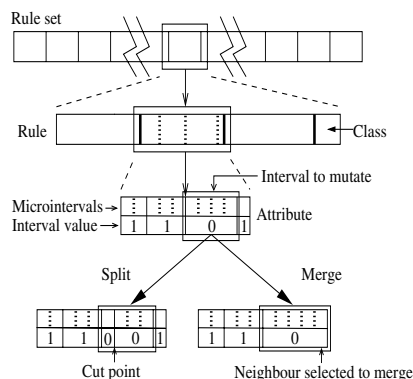 Rule set
Rule
Class
Interval to mutate
Microintervals
Interval value
1 1 0 1
Attribute
Split
Merge
1 1 0 0 1
1 1 0
Cut point
Neighbour selected to merge